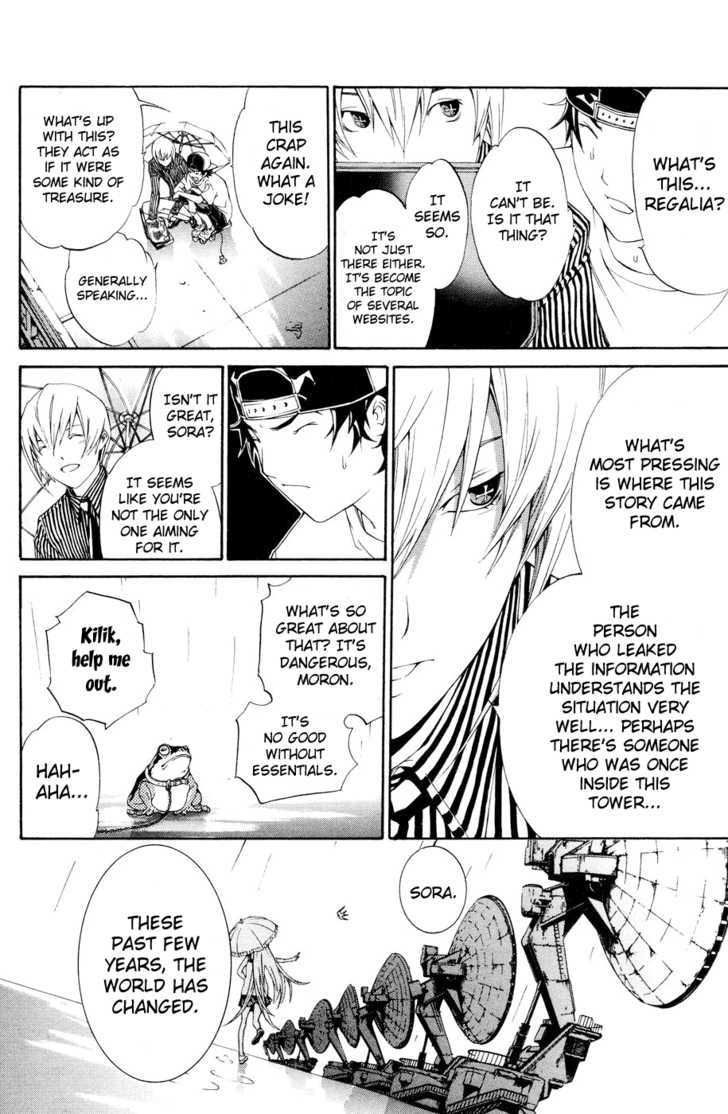 WHAT'S
THIS...
REGALIA?
IT
CAN'T BE.
IS IT THAT
THING?
IT
SEEMS
SO.
IT'S
NOT JUST
THERE EITHER.
IT'S BECOME
THE TOPIC
OF SEVERAL
WEBSITES.
THIS
CRAP
AGAIN.
WHAT A
JOKE!
WHAT'S UP
WITH THIS?
THEY ACT AS
IF IT WERE
SOME KIND OF
TREASURE.
GENERALLY
SPEAKING...
WHAT'S
MOST PRESSING
IS WHERE THIS
STORY CAME
FROM.
THE
PERSON
WHO LEAKED
THE INFORMATION
UNDERSTANDS THE
SITUATION VERY
WELL... PERHAPS
THERE'S SOMEONE
WHO WAS ONCE
INSIDE THIS
TOWER...
ISN'T IT
GREAT,
SORA?
IT SEEMS
LIKE YOU'RE
NOT THE ONLY
ONE AIMING
FOR IT.
WHAT'S SO
GREAT ABOUT
THAT? IT'S
DANGEROUS,
MORON.
IT'S
NO GOOD
WITHOUT
ESSENTIALS.
Kilik,
help me
out.
HAH-
AHA...
SORA.
THESE
PAST FEW
YEARS, THE
WORLD HAS
CHANGED.